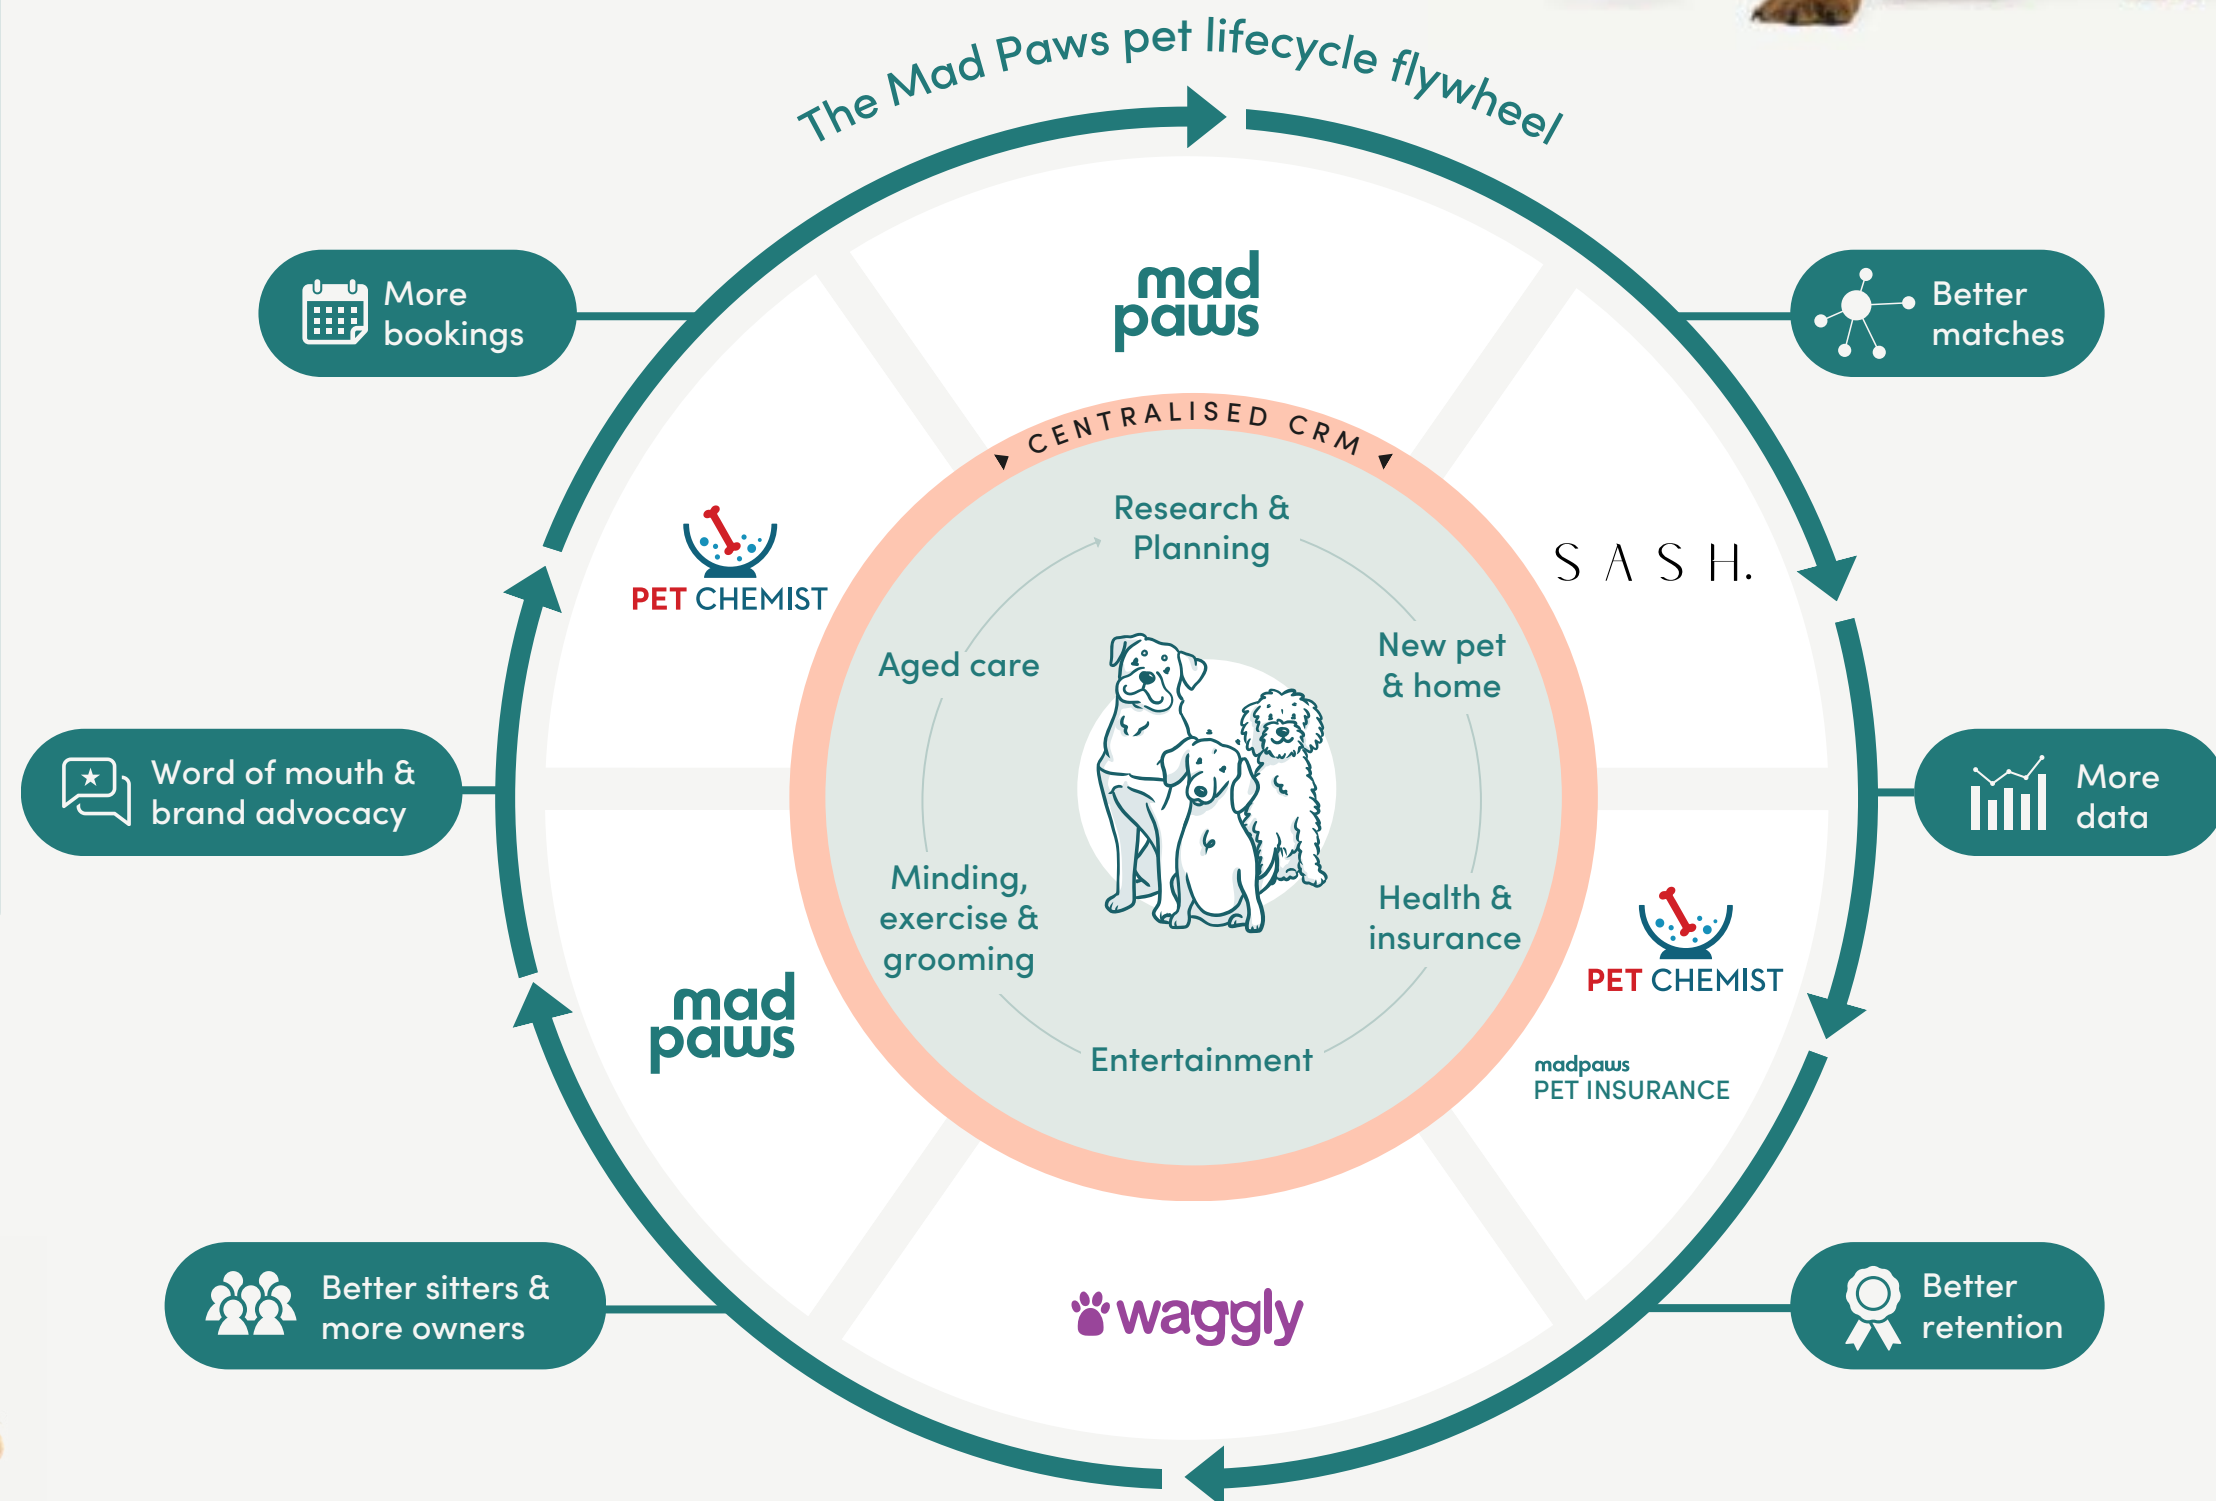 The Mad Paws pet lifecycle flywheel
More
bookings
Better
matches
mad
paws
CENTRALISED CRM
Research &
Planning
PET CHEMIST
S A S H.
Aged care
New pet
& home
Word of mouth &
brand advocacy
More
data
Minding,
exercise &
grooming
Health &
insurance
PET CHEMIST
mad
paws
Entertainment
madpaws
PET INSURANCE
Better sitters &
more owners
waggly
Better
retention